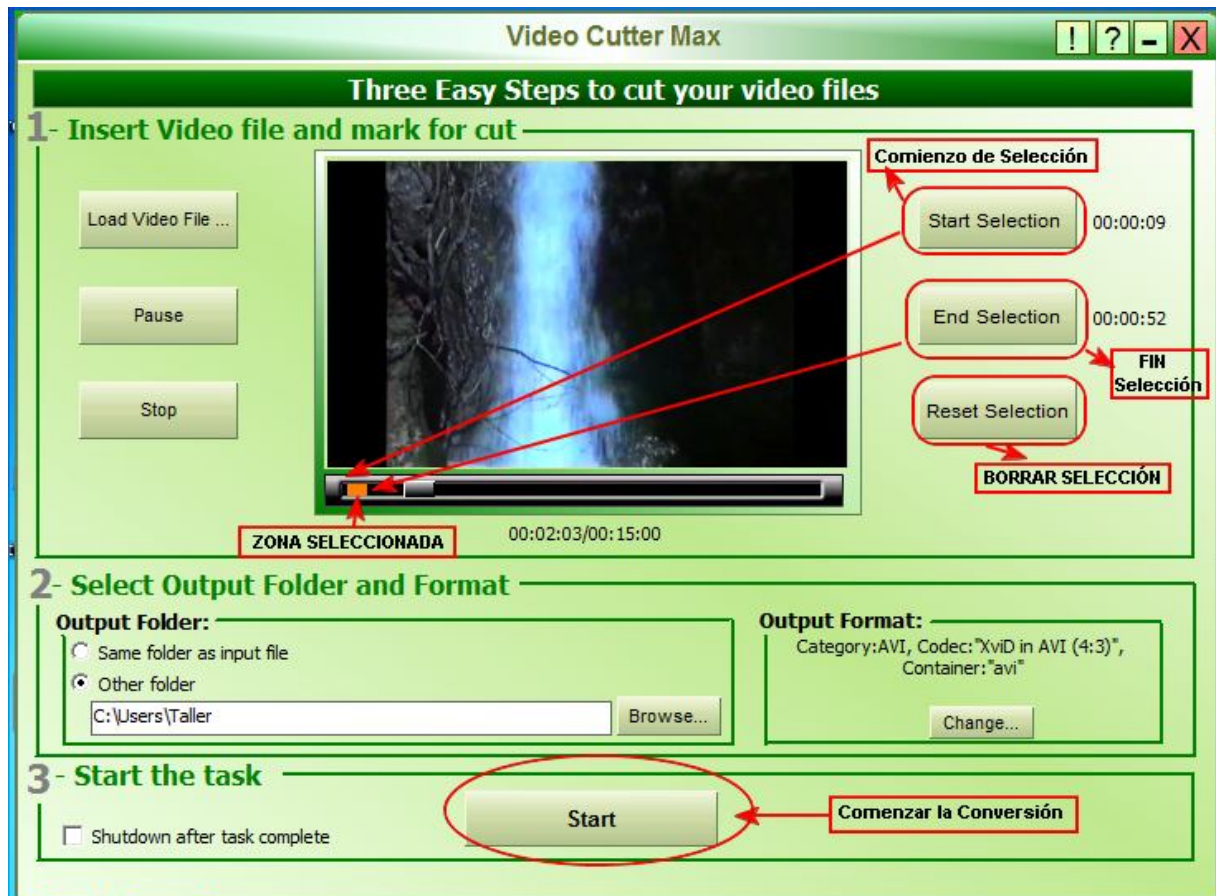 Video Cutter Max
! ? - X
Three Easy Steps to cut your video files
1- Insert Video file and mark for cut
Comienzo de Selección
Load Video File ...
Start Selection 00:00:09
Pause
End Selection 00:00:52
FIN
Selección
Stop
Reset Selection
BORRAR SELECCIÓN
ZONA SELECCIONADA
00:02:03/00:15:00
2- Select Output Folder and Format
Output Folder:
Same folder as input file
Other folder
C:\Users\Taller
Browse...
Output Format:
Category:AVI, Codec:"XviD in AVI (4:3)",
Container:"avi"
Change...
3- Start the task
Start
Comenzar la Conversión
Shutdown after task complete